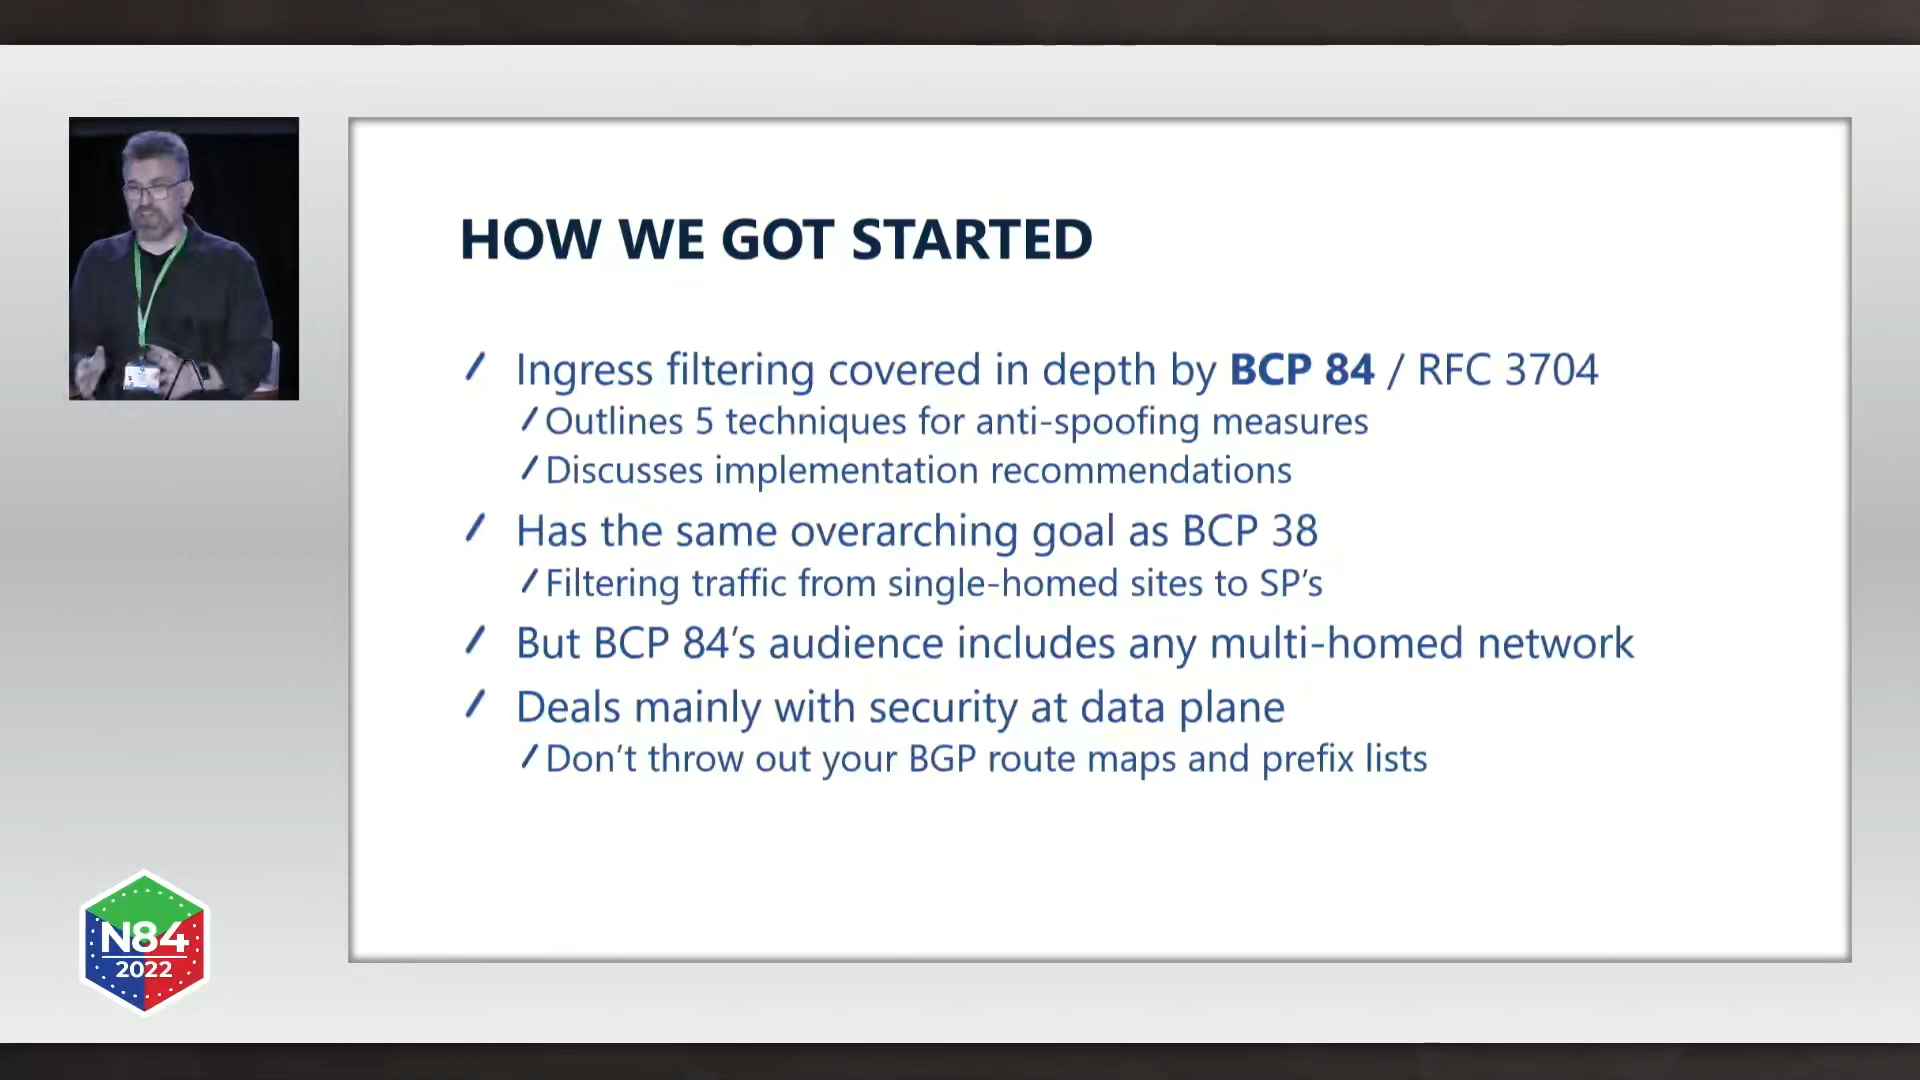 HOW WE GOT STARTED
Ingress filtering covered in depth by BCP 84 / RFC 3704
Outlines 5 techniques for anti-spoofing measures
Discusses implementation recommendations
Has the same overarching goal as BCP 38
Filtering traffic from single-homed sites to SP’s
But BCP 84’s audience includes any multi-homed network
Deals mainly with security at data plane
Don’t throw out your BGP route maps and prefix lists
N84
2022